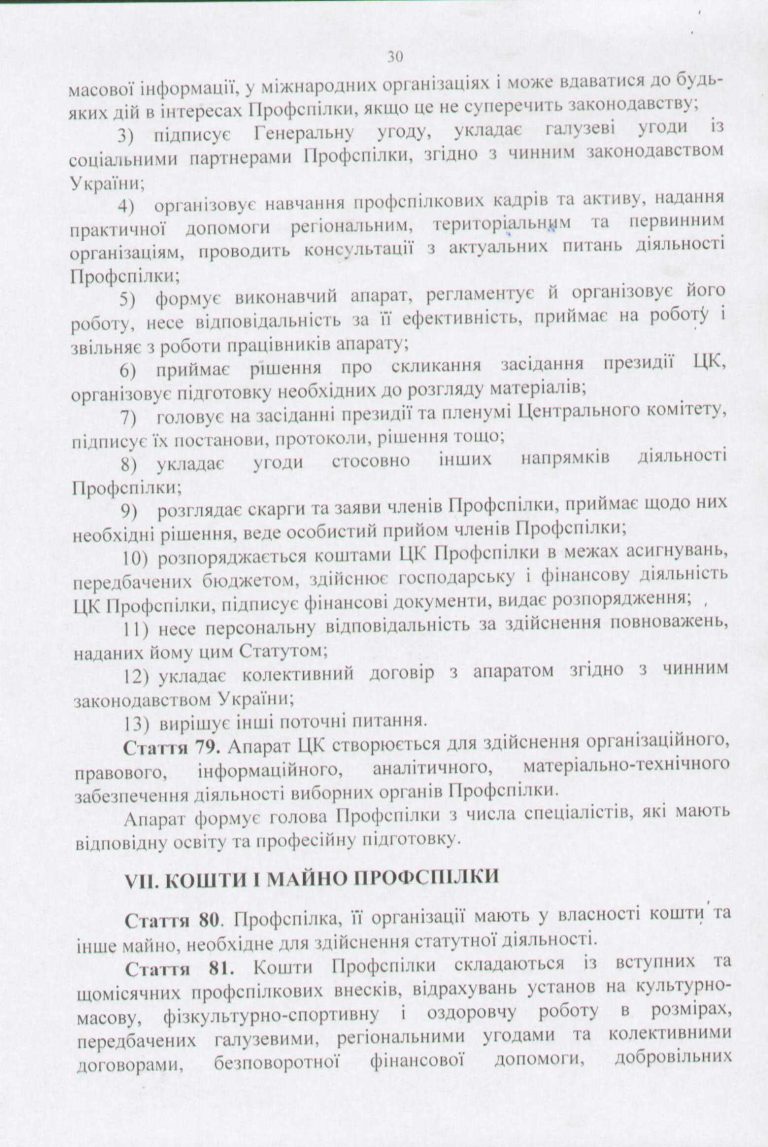 30
масової інформації, у міжнародних організаціях і може вдаватися до будь-
яких дій в інтересах Профспілки, якщо це не суперечить законодавству;
3) підписує Генеральну угоду, укладає галузеві угоди із
соціальними партнерами Профспілки, згідно з чинним законодавством
України;
4) організовує навчання профспілкових кадрів та активу, надання
практичної допомоги регіональним, територіальним та первинним
організаціям, проводить консультації з актуальних питань діяльності
Профспілки;
5) формує виконавчий апарат, регламентує й організовує його
роботу, несе відповідальність за її ефективність, приймає на роботу і
звільняє з роботи працівників апарату;
6) приймає рішення про скликання засідання президії ЦК,
організовує підготовку необхідних до розгляду матеріалів;
7) головує на засіданні президії та пленумі Центрального комітету,
підписує їх постанови, протоколи, рішення тощо;
8) укладає угоди стосовно інших напрямків діяльності
Профспілки;
9) розглядає скарги та заяви членів Профспілки, приймає щодо них
необхідні рішення, веде особистий прийом членів Профспілки;
10) розпоряджається коштами ЦК Профспілки в межах асигнувань,
передбачених бюджетом, здійснює господарську і фінансову діяльність
ЦК Профспілки, підписує фінансові документи, видає розпорядження;
11) несе персональну відповідальність за здійснення повноважень,
наданих йому цим Статутом;
12) укладає колективний договір з апаратом згідно з чинним
законодавством України;
13) вирішує інші поточні питання.
Стаття 79. Апарат ЦК створюється для здійснення організаційного,
правового, інформаційного, аналітичного, матеріально-технічного
забезпечення діяльності виборних органів Профспілки.
Апарат формує голова Профспілки з числа спеціалістів, які мають
відповідну освіту та професійну підготовку.
VII. КОШТИ І МАЙНО ПРОФСПІЛКИ
Стаття 80. Профспілка, її організації мають у власності кошти та
інше майно, необхідне для здійснення статутної діяльності.
Стаття 81. Кошти Профспілки складаються із вступних та
щомісячних профспілкових внесків, відрахувань установ на культурно-
масову, фізкультурно-спортивну і оздоровчу роботу в розмірах,
передбачених галузевими, регіональними угодами та колективними
договорами, безповоротної фінансової допомоги, добровільних